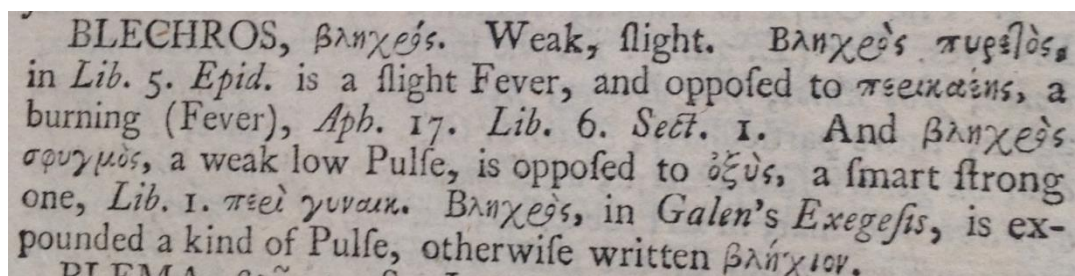 BLECHROS, βληχρός. Weak, ſlight. Βληχρὸς πυρετὸς,
in Lib. 5. Epid. is a ſlight Fever, and oppoſed to περικαέης, a
burning (Fever), Aph. 17. Lib. 6. Sect. 1. And βληχρὸς
σφυγμὸς, a weak low Pulſe, is oppoſed to ὀξὺς, a ſmart ſtrong
one, Lib. 1. περὶ γυναικ. Βληχρὸς, in Galen's Exegeſis, is ex-
pounded a kind of Pulſe, otherwiſe written βλήχιον.
BLEMA,